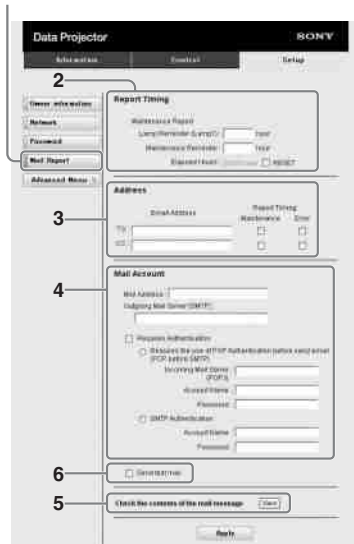 Data Projector
SONY
Information
Control
Setup
2
Report Timing
Owner information
Maintenance Report
Network
Lamp Reminder (Lamp1): hour
Password
Maintenance Reminder: hour
Mail Report
RESET
Advanced Menu
Address
3
Email Address
Report Timing
Maintenance
Error
TO:
CC:
4
Mail Account
Mail Address:
Outgoing Mail Server (SMTP):
Requires Authentication
Requires the use of POP Authentication before send email
(POP before SMTP)
Incoming Mail Server
(POP3)
Account Name
Password
SMTP Authentication
Account Name
Password
6
Send test mail
5
Check the contents of the mail message
View
Apply